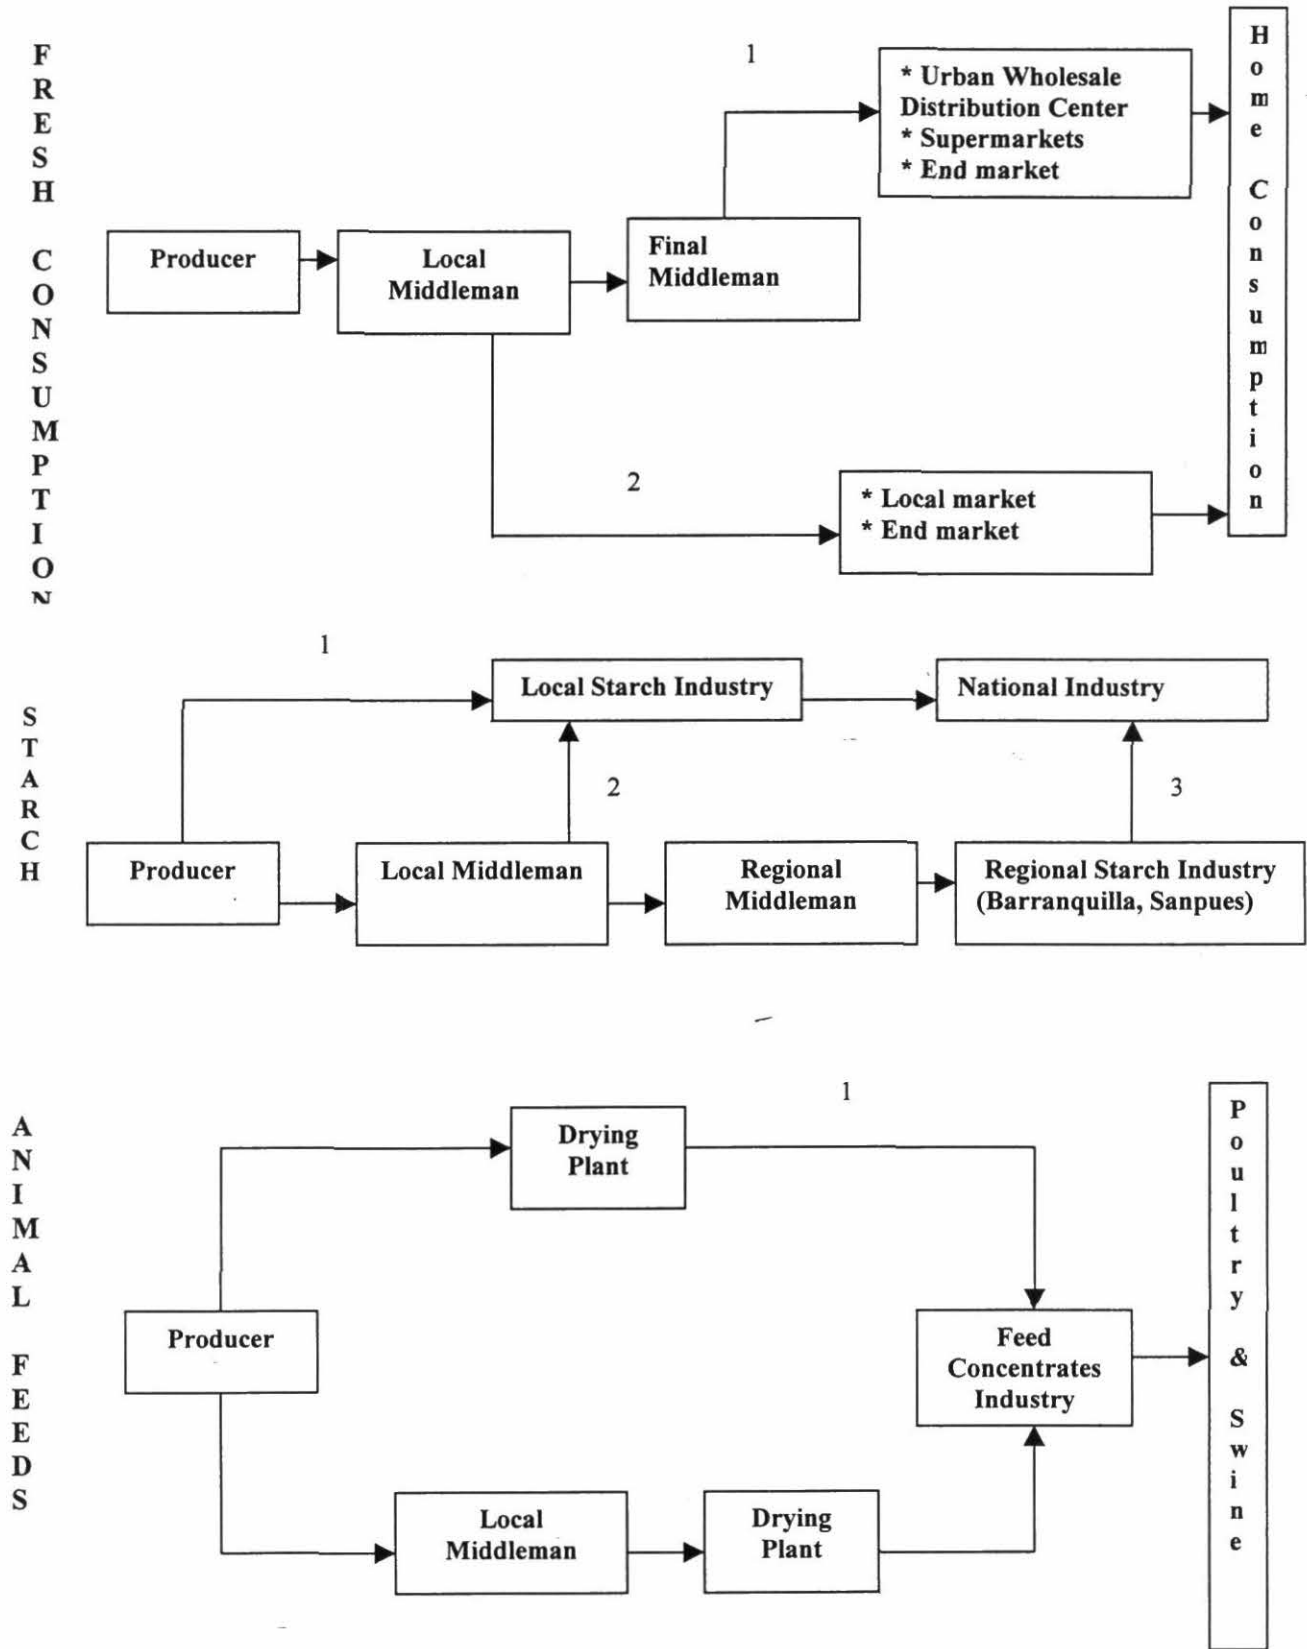 FRESH CONSUMPTION
1
* Urban Wholesale
Distribution Center
* Supermarkets
* End market
Home Consumption
Producer
Local
Middleman
Final
Middleman
2
* Local market
* End market
STARCH
1
Local Starch Industry
National Industry
2
3
Producer
Local Middleman
Regional
Middleman
Regional Starch Industry
(Barranquilla, Sanpues)
ANIMAL FEEDS
1
Drying
Plant
Poultry & Swine
Producer
Feed
Concentrates
Industry
Local
Middleman
Drying
Plant